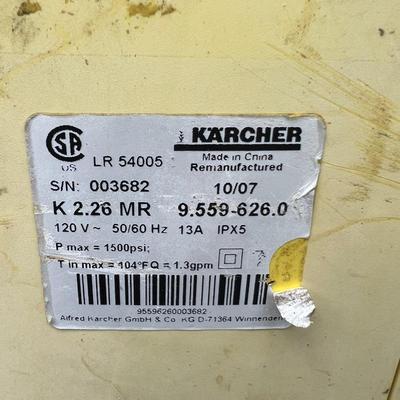 CSA
US
LR 54005
KÄRCHER
Made in China
Remanufactured
S/N: 003682
10/07
K 2.26 MR 9.559-626.0
120 V ~ 50/60 Hz 13A IPX5
P max = 1500psi;
T in max = 104°F Q = 1.3gpm
95596260003682
Alfred Kärcher GmbH & Co. KG D-71364 Winnenden